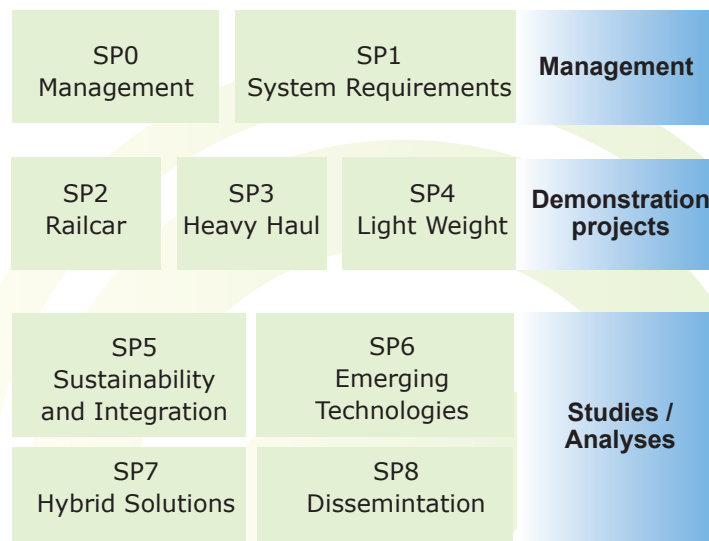 SP0
Management
SP1
System Requirements
Management
SP2
Railcar
SP3
Heavy Haul
SP4
Light Weight
Demonstration
projects
SP5
Sustainability
and Integration
SP6
Emerging
Technologies
SP7
Hybrid Solutions
SP8
Dissemintation
Studies /
Analyses